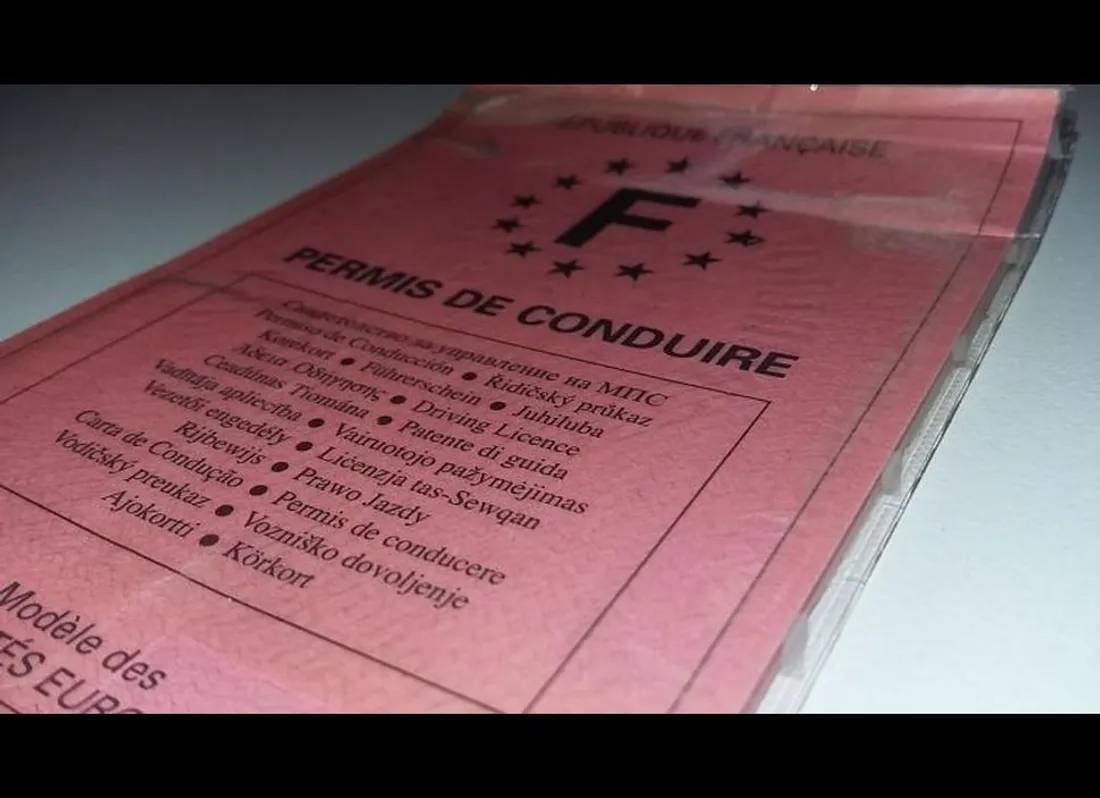 RÉPUBLIQUE FRANÇAISE
F
PERMIS DE CONDUIRE
Свидетелство за управление на МПС
Permiso de Conducción ● Řidičský průkaz
Korekort ● Führerschein ● Juhiluba
Άδεια Οδήγησης ● Driving Licence
Ceadúnas Tiomána ● Patente di guida
Vadītāja apliecība ● Vairuotojo pažymėjimas
Vezetői engedély ● Liċenzja tas-Sewqan
Rijbewijs ● Prawo Jazdy
Carta de Condução ● Permis de conducere
Vodičský preukaz ● Vozniško dovoljenje
Ajokortti ● Körkort
Modèle des